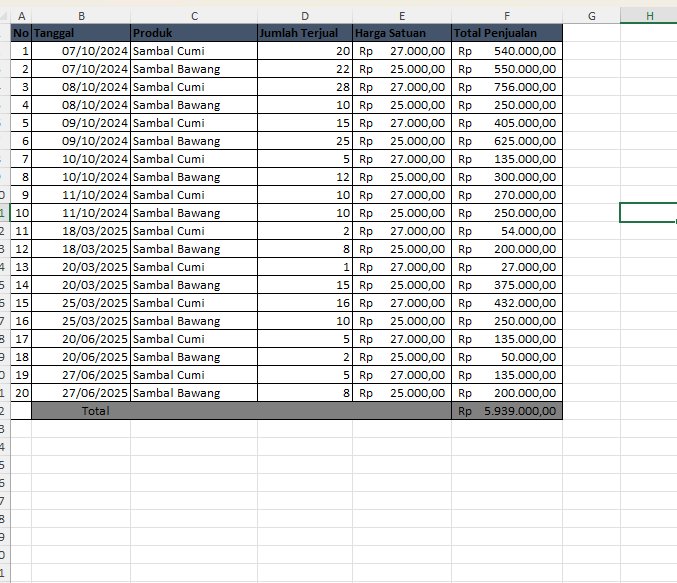 A B C D E F G H
No Tanggal Produk Jumlah Terjual Harga Satuan Total Penjualan
1 07/10/2024 Sambal Cumi 20 Rp 27.000,00 Rp 540.000,00
2 07/10/2024 Sambal Bawang 22 Rp 25.000,00 Rp 550.000,00
3 08/10/2024 Sambal Cumi 28 Rp 27.000,00 Rp 756.000,00
4 08/10/2024 Sambal Bawang 10 Rp 25.000,00 Rp 250.000,00
5 09/10/2024 Sambal Cumi 15 Rp 27.000,00 Rp 405.000,00
6 09/10/2024 Sambal Bawang 25 Rp 25.000,00 Rp 625.000,00
7 10/10/2024 Sambal Cumi 5 Rp 27.000,00 Rp 135.000,00
8 10/10/2024 Sambal Bawang 12 Rp 25.000,00 Rp 300.000,00
9 11/10/2024 Sambal Cumi 10 Rp 27.000,00 Rp 270.000,00
10 11/10/2024 Sambal Bawang 10 Rp 25.000,00 Rp 250.000,00
11 18/03/2025 Sambal Cumi 2 Rp 27.000,00 Rp 54.000,00
12 18/03/2025 Sambal Bawang 8 Rp 25.000,00 Rp 200.000,00
13 20/03/2025 Sambal Cumi 1 Rp 27.000,00 Rp 27.000,00
14 20/03/2025 Sambal Bawang 15 Rp 25.000,00 Rp 375.000,00
15 25/03/2025 Sambal Cumi 16 Rp 27.000,00 Rp 432.000,00
16 25/03/2025 Sambal Bawang 10 Rp 25.000,00 Rp 250.000,00
17 20/06/2025 Sambal Cumi 5 Rp 27.000,00 Rp 135.000,00
18 20/06/2025 Sambal Bawang 2 Rp 25.000,00 Rp 50.000,00
19 27/06/2025 Sambal Cumi 5 Rp 27.000,00 Rp 135.000,00
20 27/06/2025 Sambal Bawang 8 Rp 25.000,00 Rp 200.000,00
Total Rp 5.939.000,00